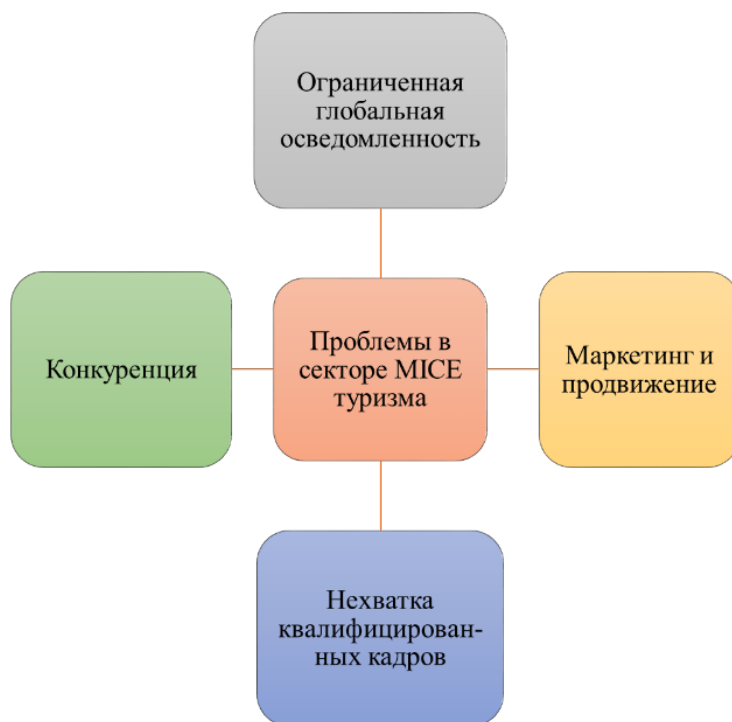 Ограниченная
глобальная
осведомленность
Конкуренция
Проблемы в
секторе MICE
туризма
Маркетинг и
продвижение
Нехватка
квалифицирован-
ных кадров